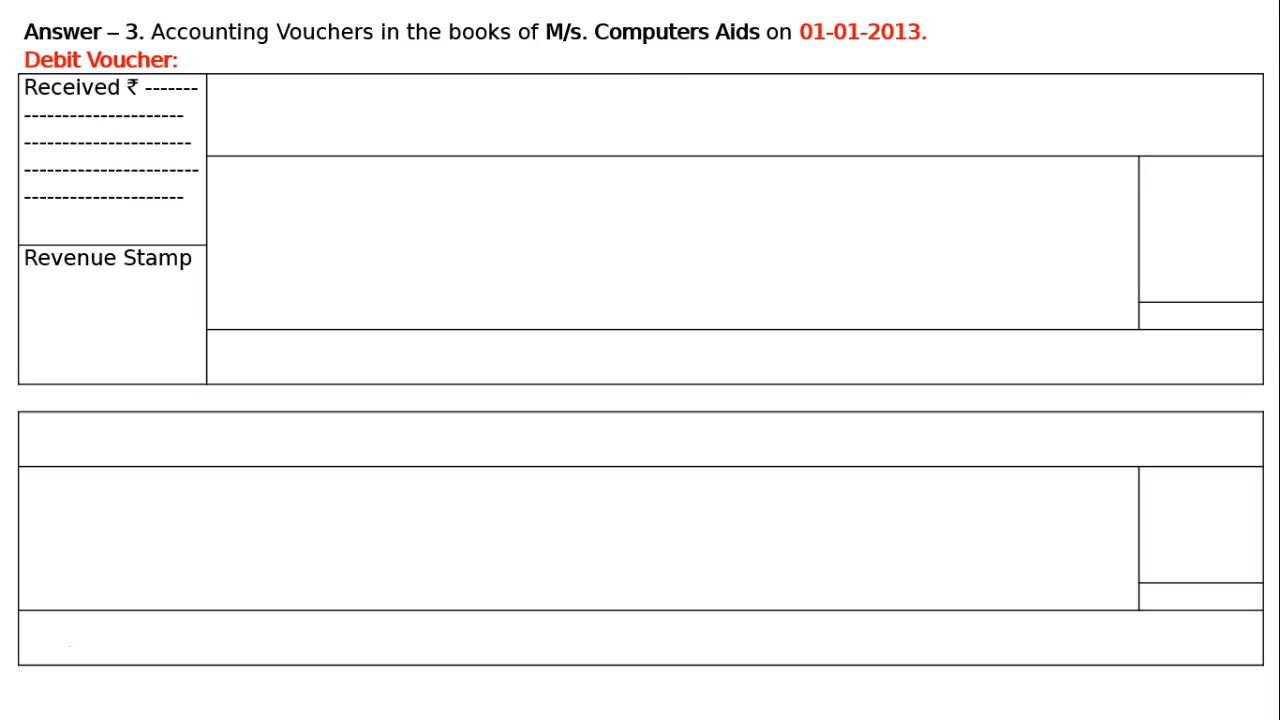 Answer – 3. Accounting Vouchers in the books of M/s. Computers Aids on 01-01-2013.
Debit Voucher:
Received ₹ -------
---------------------
----------------------
-----------------------
---------------------
Revenue Stamp